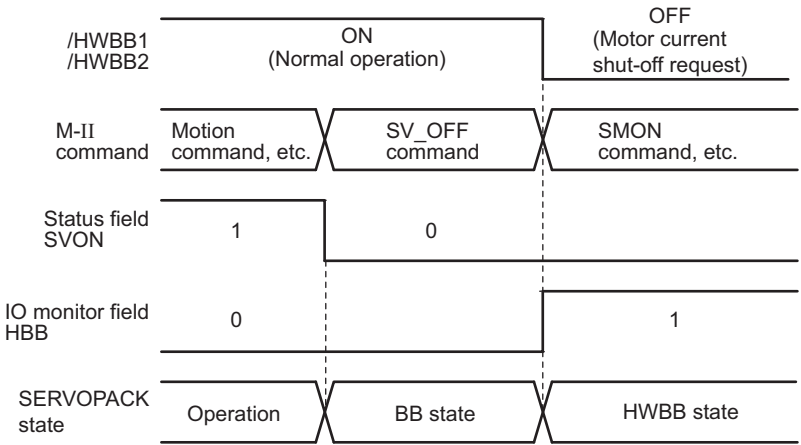 /HWBB1
/HWBB2
ON
(Normal operation)
OFF
(Motor current
shut-off request)
M-II
command
Motion
command, etc.
SV_OFF
command
SMON
command, etc.
Status field
SVON
1
0
IO monitor field
HBB
0
1
SERVOPACK
state
Operation
BB state
HWBB state